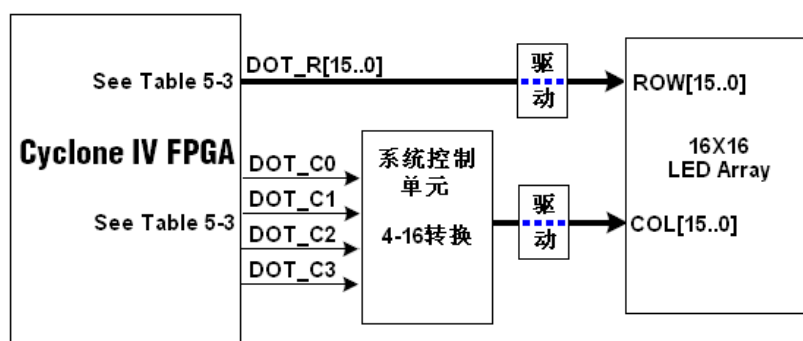 DOT_R[15..0]
驱
动
See Table 5-3
ROW[15..0]
Cyclone IV FPGA
DOT_C0
系统控制
单元
16X16
LED Array
DOT_C1
See Table 5-3
4-16转换
驱
动
COL[15..0]
DOT_C2
DOT_C3